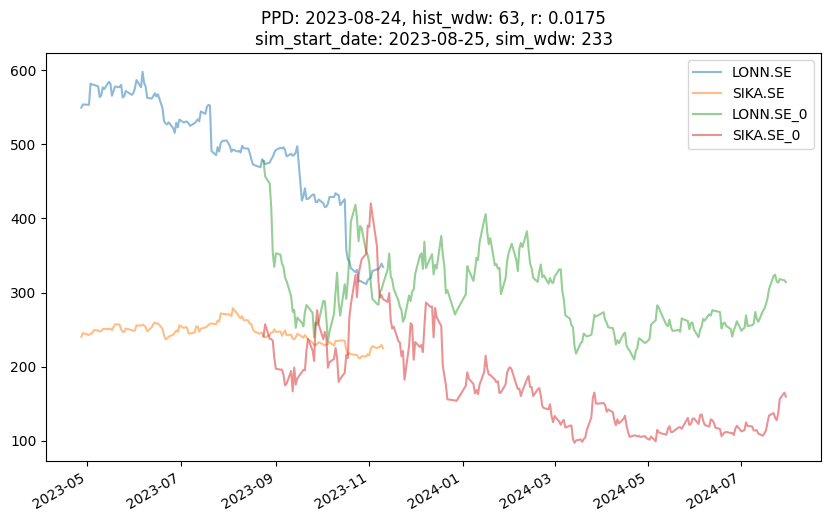 PPD: 2023-08-24, hist_wdw: 63, r: 0.0175
sim_start_date: 2023-08-25, sim_wdw: 233
LONN.SE
SIKA.SE
LONN.SE_0
SIKA.SE_0
600
500
400
300
200
100
2023-05
2023-07
2023-09
2023-11
2024-01
2024-03
2024-05
2024-07